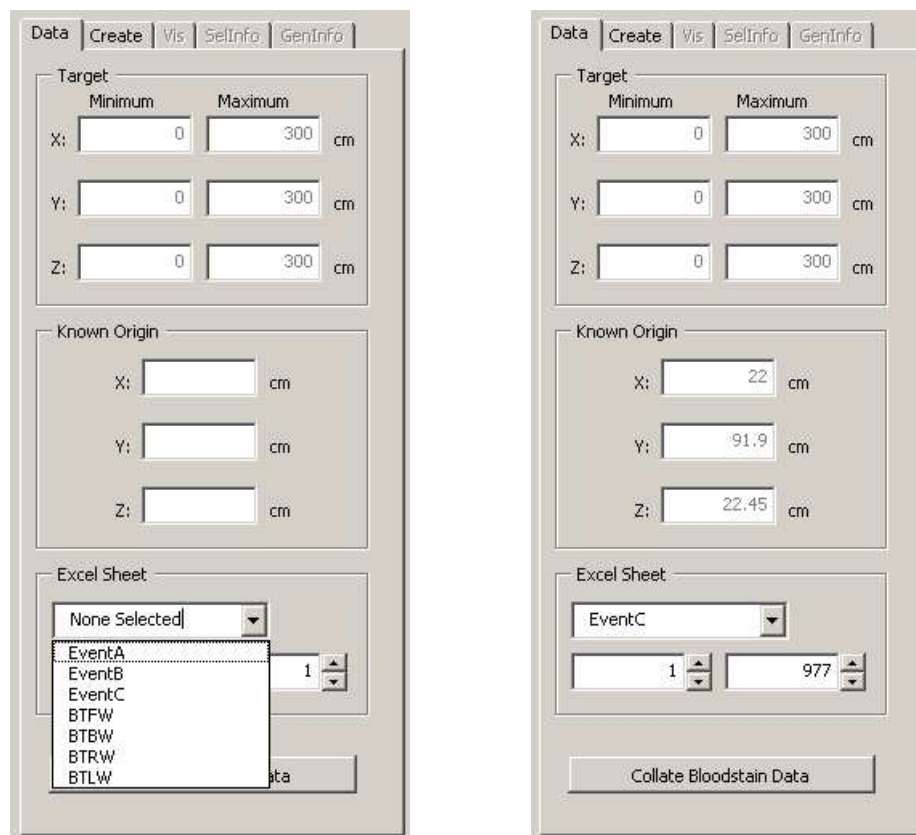 Data Create Vis SelInfo GenInfo
Target
Minimum Maximum
X: 0 300 cm
Y: 0 300 cm
Z: 0 300 cm
Known Origin
X: cm
Y: cm
Z: cm
Excel Sheet
None Selected
EventA
EventB
EventC
BTFW
BTBW
BTRW
BTLW
1
Data Create Vis SelInfo GenInfo
Target
Minimum Maximum
X: 0 300 cm
Y: 0 300 cm
Z: 0 300 cm
Known Origin
X: 22 cm
Y: 91.9 cm
Z: 22.45 cm
Excel Sheet
EventC
1 977
Collate Bloodstain Data